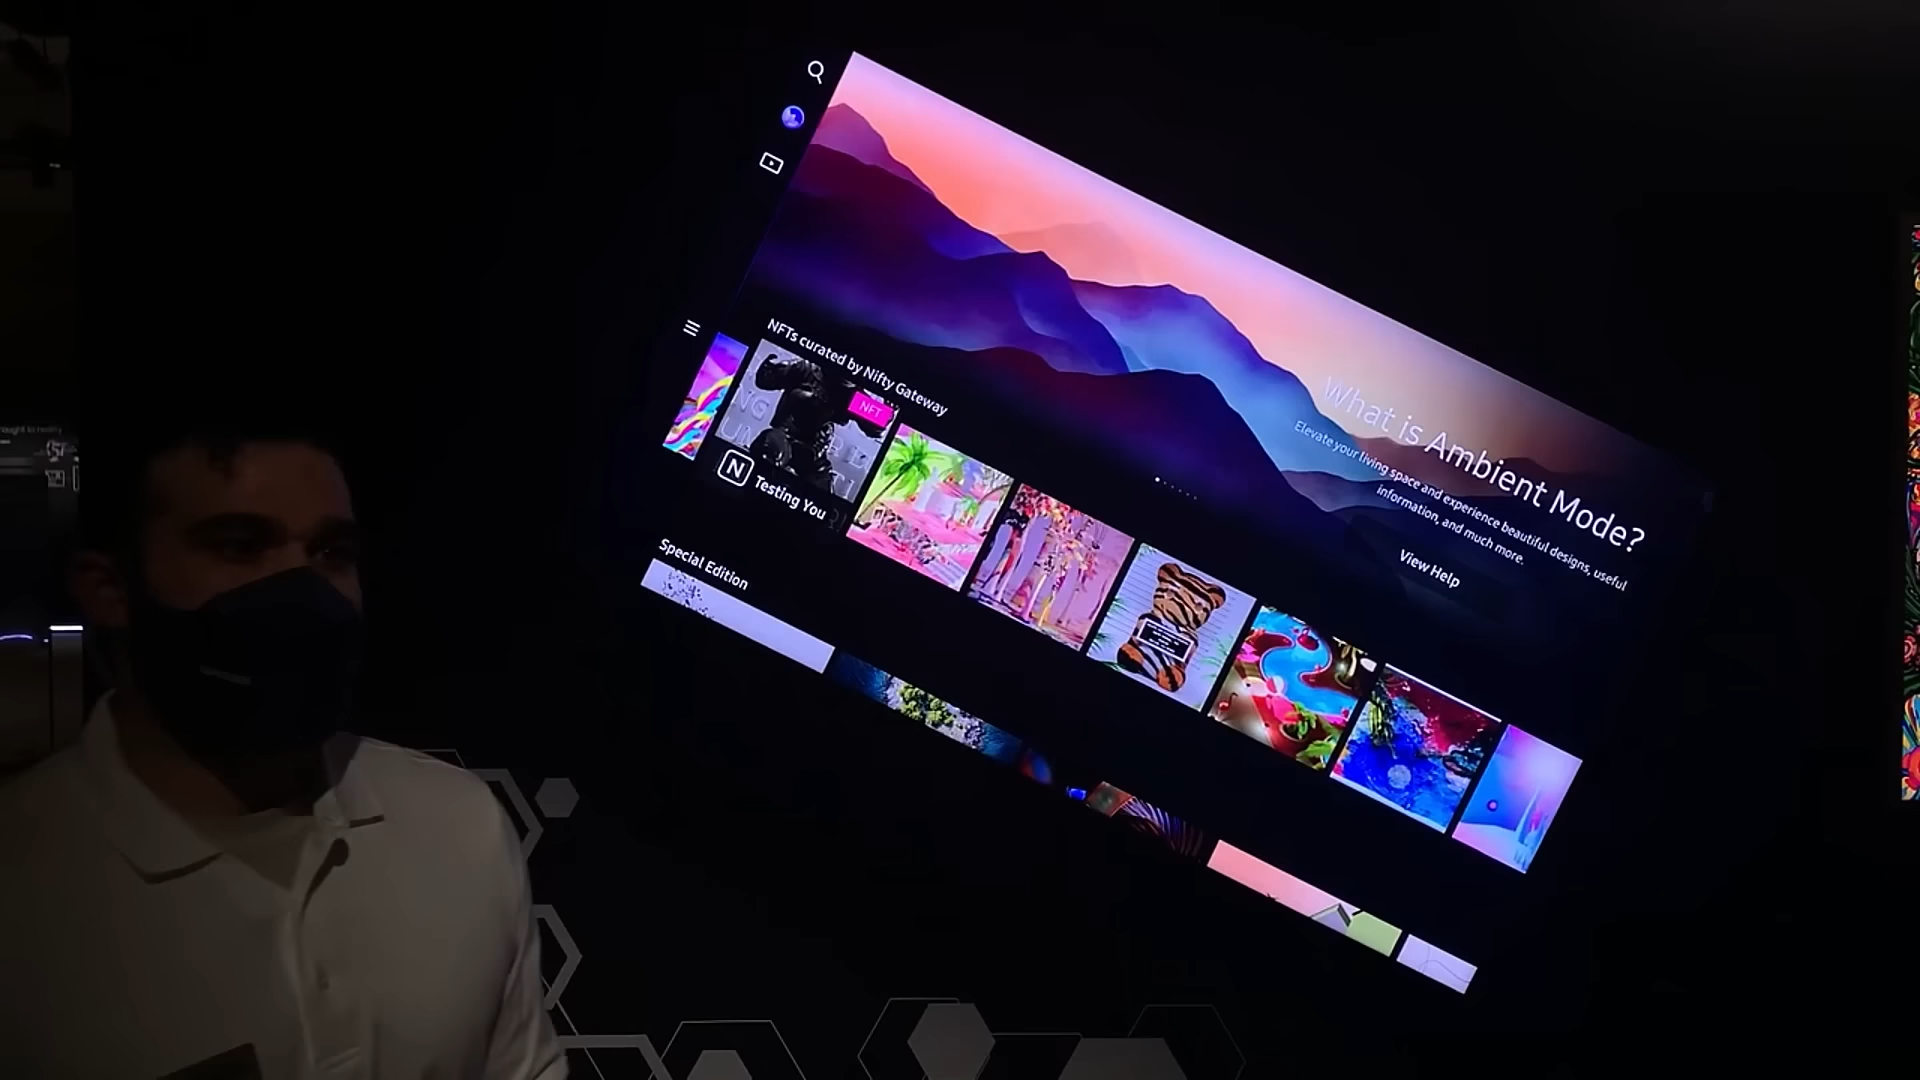 What is Ambient Mode?
Elevate your living space and experience beautiful designs, useful
information, and much more.
View Help
NFTs curated by Nifty Gateway
NFT
N
Testing You
Special Edition